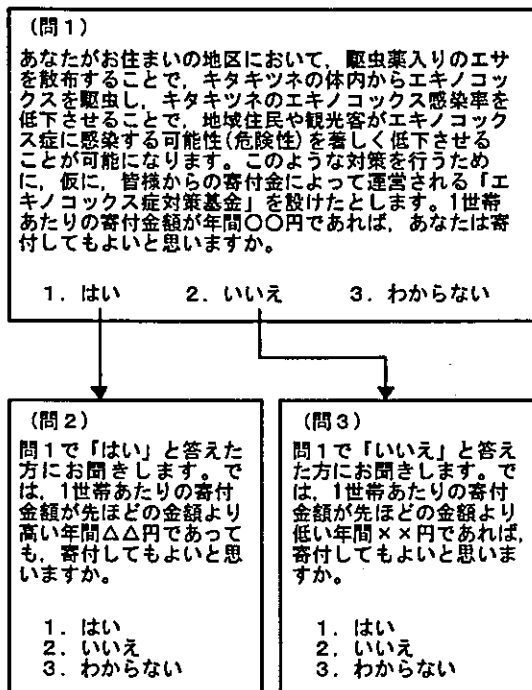 (問1)
あなたがお住まいの地区において，駆虫薬入りのエサ
を散布することで，キタキツネの体内からエキノコッ
クスを駆虫し，キタキツネのエキノコックス感染率を
低下させることで，地域住民や観光客がエキノコック
ス症に感染する可能性(危険性)を著しく低下させる
ことが可能になります。このような対策を行うため
に，仮に，皆様からの寄付金によって運営される「エ
キノコックス症対策基金」を設けたとします。1世帯
あたりの寄付金額が年間〇〇円であれば，あなたは寄
付してもよいと思いますか。
1．はい 2．いいえ 3．わからない
(問2)
問1で「はい」と答えた
方にお聞きします。で
は，1世帯あたりの寄付
金額が先ほどの金額より
高い年間△△円であって
も，寄付してもよいと思
いますか。
1．はい
2．いいえ
3．わからない
(問3)
問1で「いいえ」と答え
た方にお聞きします。で
は，1世帯あたりの寄付
金額が先ほどの金額より
低い年間××円であれば，
寄付してもよいと思いま
すか。
1．はい
2．いいえ
3．わからない